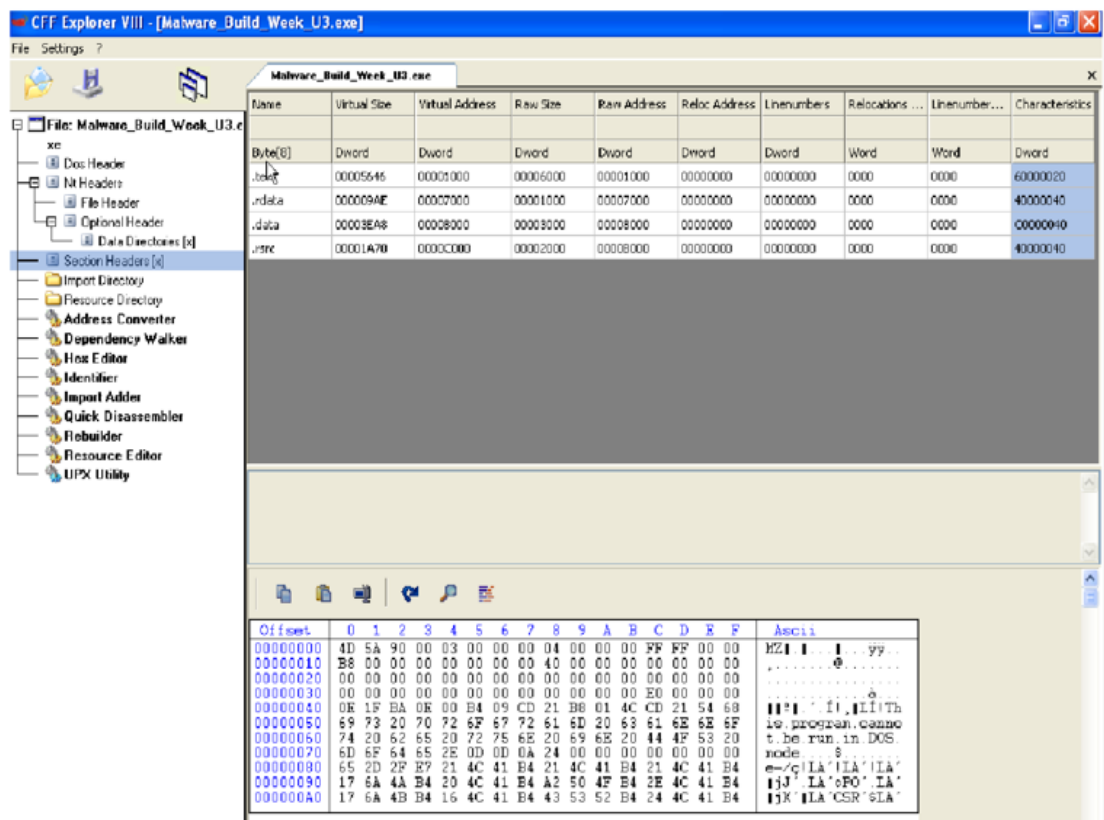 CFF Explorer VIII - [Malware_Build_Week_U3.exe]
File Settings ?
Malware_Build_Week_U3.exe
File: Malware_Build_Week_U3.e
xe
Dos Header
Nt Headers
File Header
Optional Header
Data Directories [x]
Section Headers [x]
Import Directory
Resource Directory
Address Converter
Dependency Walker
Hex Editor
Identifier
Import Adder
Quick Disassembler
Rebuilder
Resource Editor
UPX Utility
Name Virtual Size Virtual Address Raw Size Raw Address Reloc Address Linenumbers Relocations ... Linenumber... Characteristics
Byte[8] Dword Dword Dword Dword Dword Dword Word Word Dword
00005646 00001000 00006000 00001000 00000000 00000000 0000 0000 60000020
.rdata 000009AE 00007000 00001000 00007000 00000000 00000000 0000 0000 40000040
.data 00003EA8 00008000 00003000 00008000 00000000 00000000 0000 0000 C0000040
.rsrc 00001A70 0000C000 00002000 0000B000 00000000 00000000 0000 0000 40000040
Offset 0 1 2 3 4 5 6 7 8 9 A B C D E F Ascii
00000000 4D 5A 90 00 03 00 00 00 04 00 00 00 FF FF 00 00
00000010 B8 00 00 00 00 00 00 00 40 00 00 00 00 00 00 00
00000020 00 00 00 00 00 00 00 00 00 00 00 00 00 00 00 00
00000030 00 00 00 00 00 00 00 00 00 00 00 00 E0 00 00 00
00000040 0E 1F BA 0E 00 B4 09 CD 21 B8 01 4C CD 21 54 68
00000050 69 73 20 70 72 6F 67 72 61 6D 20 63 61 6E 6E 6F is.program.canno
00000060 74 20 62 65 20 72 75 6E 20 69 6E 20 44 4F 53 20 t.be.run.in.DOS.
00000070 6D 6F 64 65 2E 0D 0D 0A 24 00 00 00 00 00 00 00 mode....$.......
00000080 65 2D 2F E7 21 4C 41 B4 21 4C 41 B4 21 4C 41 B4
00000090 17 6A 4A B4 20 4C 41 B4 A2 50 4F B4 2E 4C 41 B4
000000A0 17 6A 4B B4 16 4C 41 B4 43 53 52 B4 24 4C 41 B4